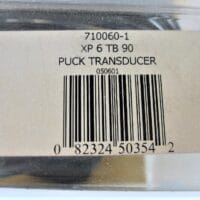 710060-1
XP 6 TB 90
PUCK TRANSDUCER
050601
0 82324 50354 2